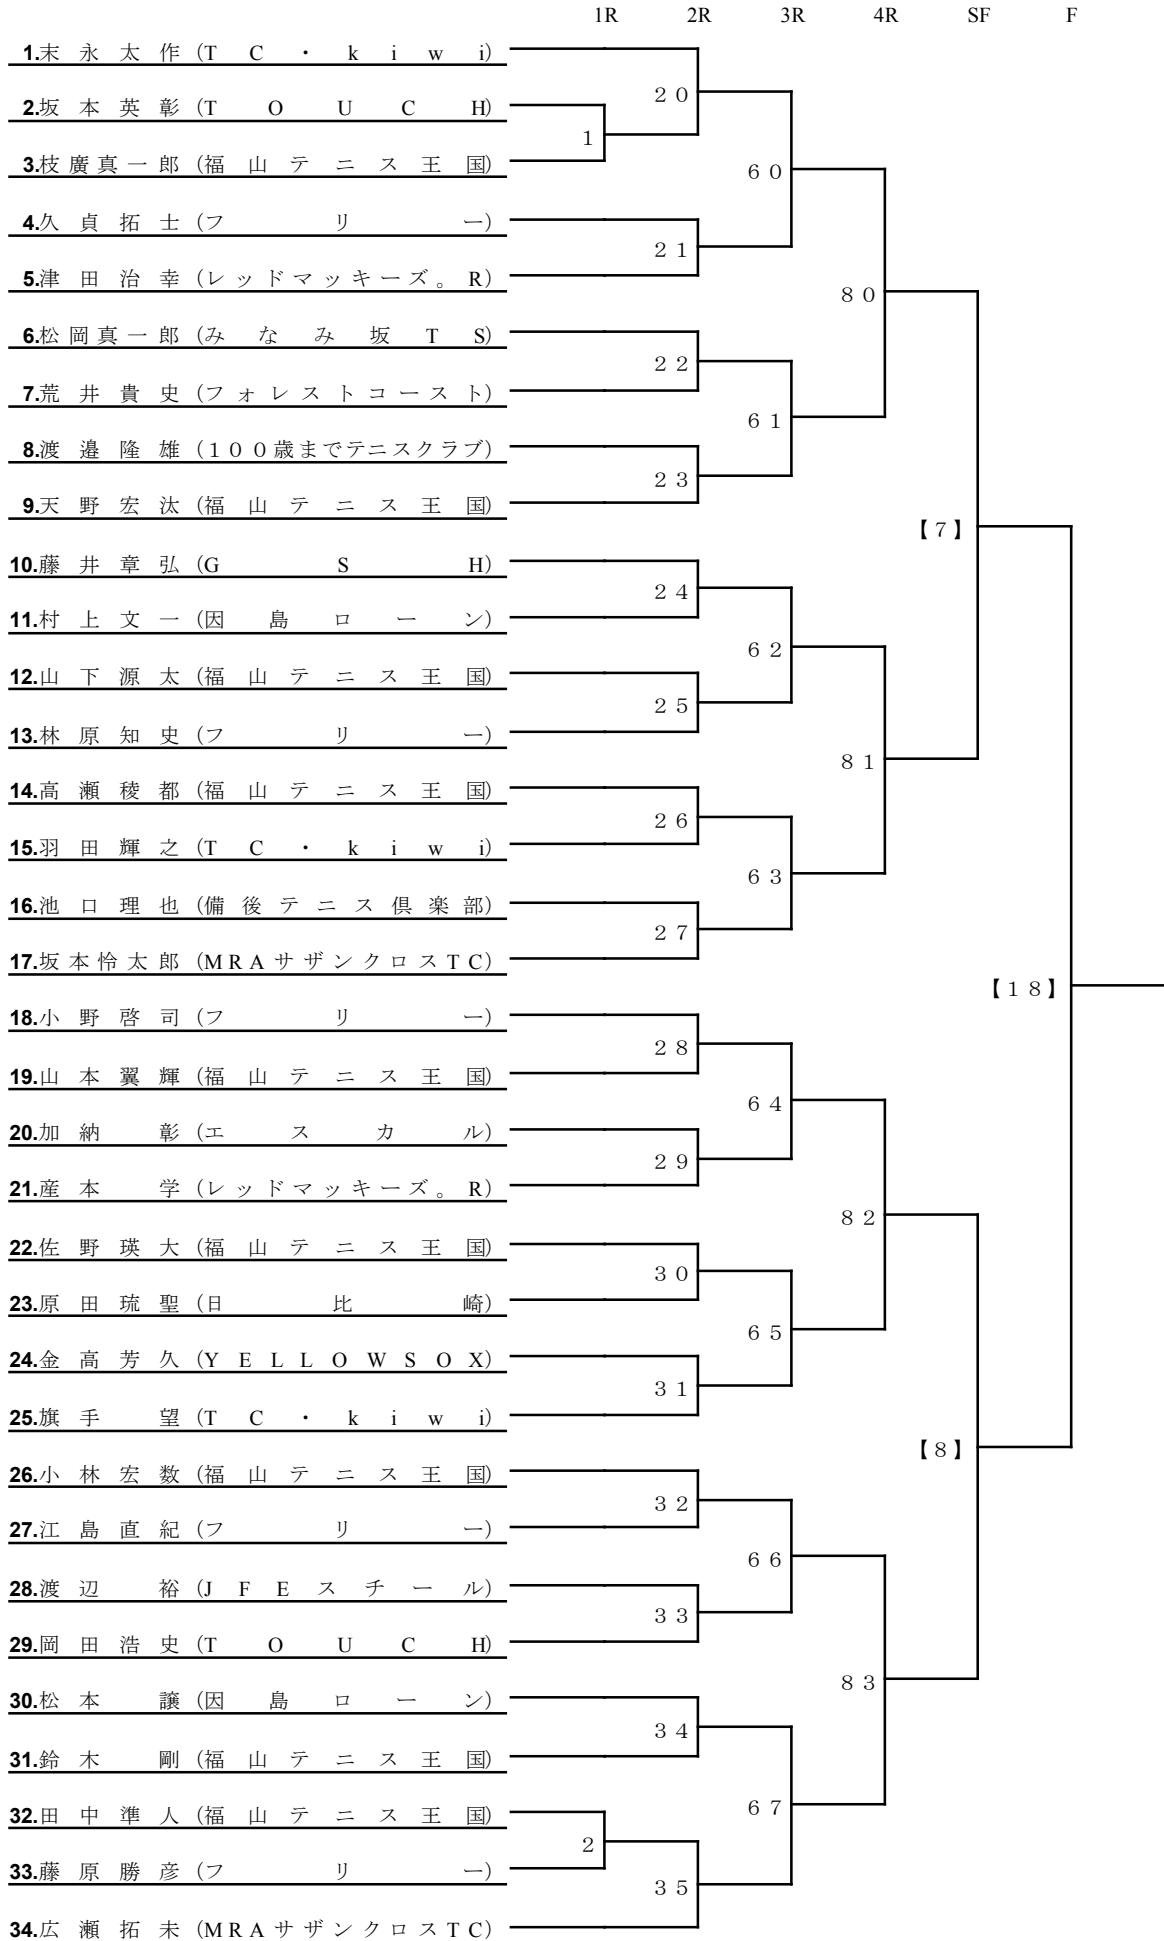 1R 2R 3R 4R SF F
1.末永太作(TC・kiwi)
20
2.坂本英彰(TOUCH)
1
3.枝廣真一郎(福山テニス王国)
60
4.久貞拓士(フリー)
21
5.津田治幸(レッドマッキーズ。R)
80
6.松岡真一郎(みなみ坂TS)
22
7.荒井貴史(フォレストコースト)
61
8.渡邉隆雄(100歳までテニスクラブ)
23
9.天野宏汰(福山テニス王国)
【7】
10.藤井章弘(GSH)
24
11.村上文一(因島ローン)
62
12.山下源太(福山テニス王国)
25
13.林原知史(フリー)
81
14.高瀬稜都(福山テニス王国)
26
15.羽田輝之(TC・kiwi)
63
16.池口理也(備後テニス倶楽部)
27
17.坂本怜太郎(MRAサザンクロスTC)
【18】
18.小野啓司(フリー)
28
19.山本翼輝(福山テニス王国)
64
20.加納彰(エスカル)
29
21.産本学(レッドマッキーズ。R)
82
22.佐野瑛大(福山テニス王国)
30
23.原田琉聖(日比崎)
65
24.金高芳久(YELLOWSOX)
31
25.旗手望(TC・kiwi)
【8】
26.小林宏数(福山テニス王国)
32
27.江島直紀(フリー)
66
28.渡辺裕(JFEスチール)
33
29.岡田浩史(TOUCH)
83
30.松本譲(因島ローン)
34
31.鈴木剛(福山テニス王国)
67
32.田中準人(福山テニス王国)
2
33.藤原勝彦(フリー)
35
34.広瀬拓未(MRAサザンクロスTC)